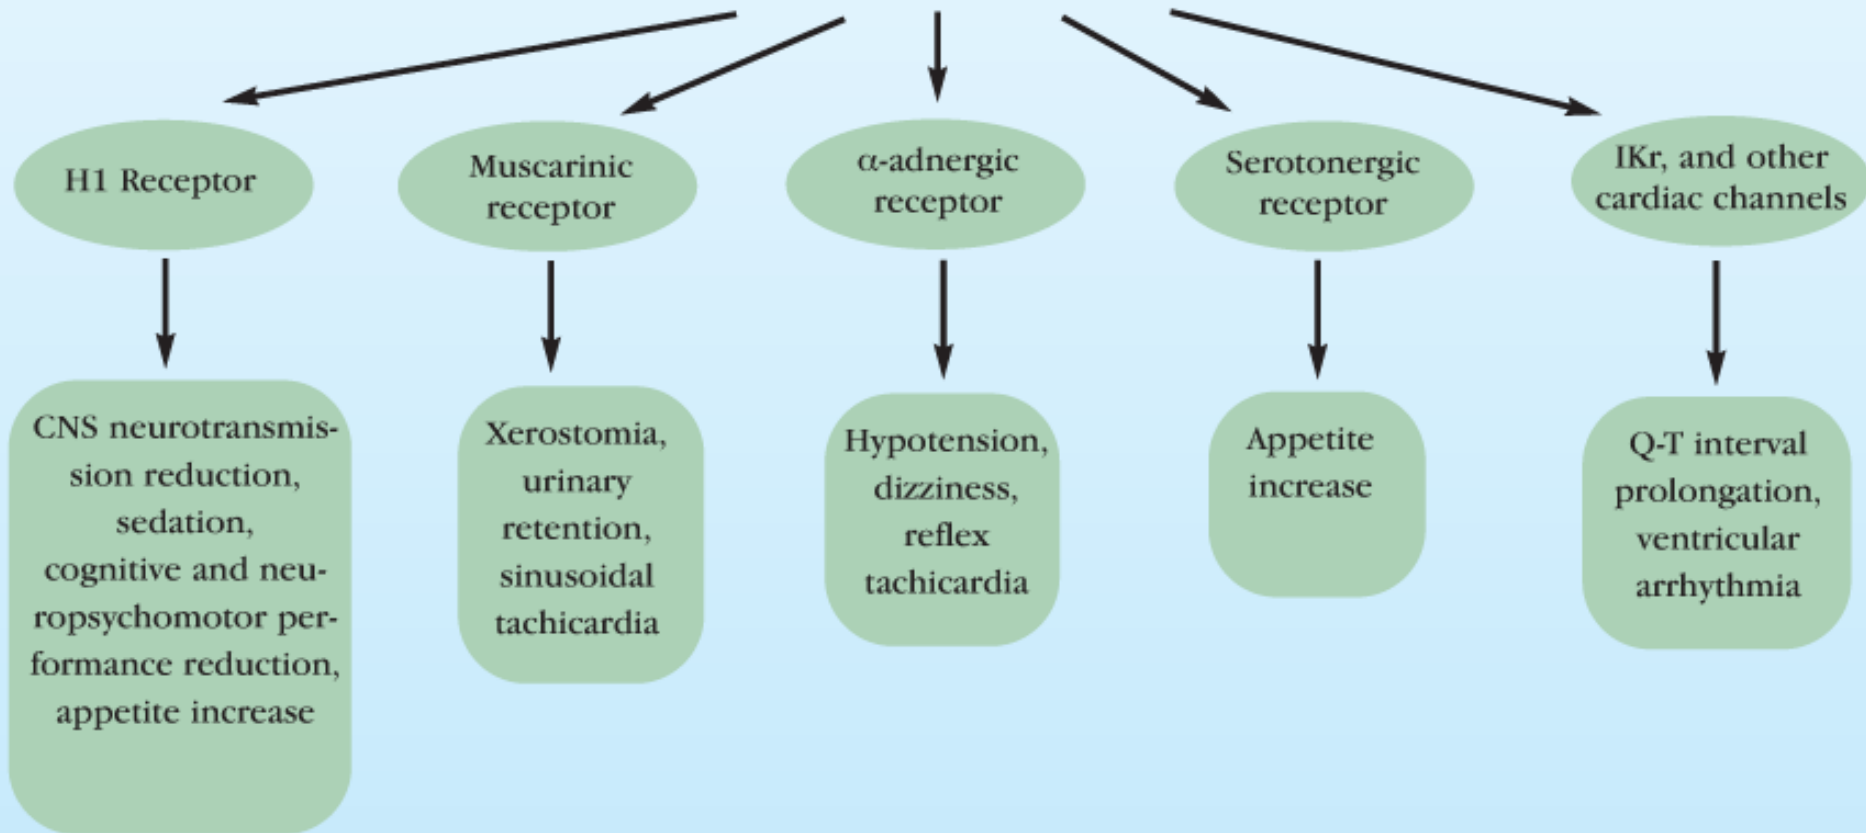 H1 Receptor
Muscarinic
receptor
α-adnergic
receptor
Serotonergic
receptor
IKr, and other
cardiac channels
CNS neurotransmis-
sion reduction,
sedation,
cognitive and neu-
ropsychomotor per-
formance reduction,
appetite increase
Xerostomia,
urinary
retention,
sinusoidal
tachicardia
Hypotension,
dizziness,
reflex
tachicardia
Appetite
increase
Q-T interval
prolongation,
ventricular
arrhythmia